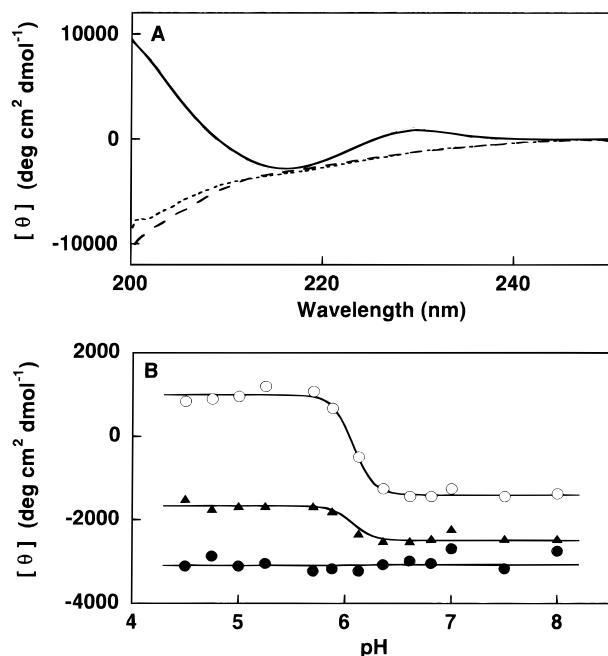 A
10000
0
-10000
[ θ ] (deg cm² dmol⁻¹)
200
220
240
Wavelength (nm)
B
2000
0
-2000
-4000
[ θ ] (deg cm² dmol⁻¹)
4
5
6
7
8
pH